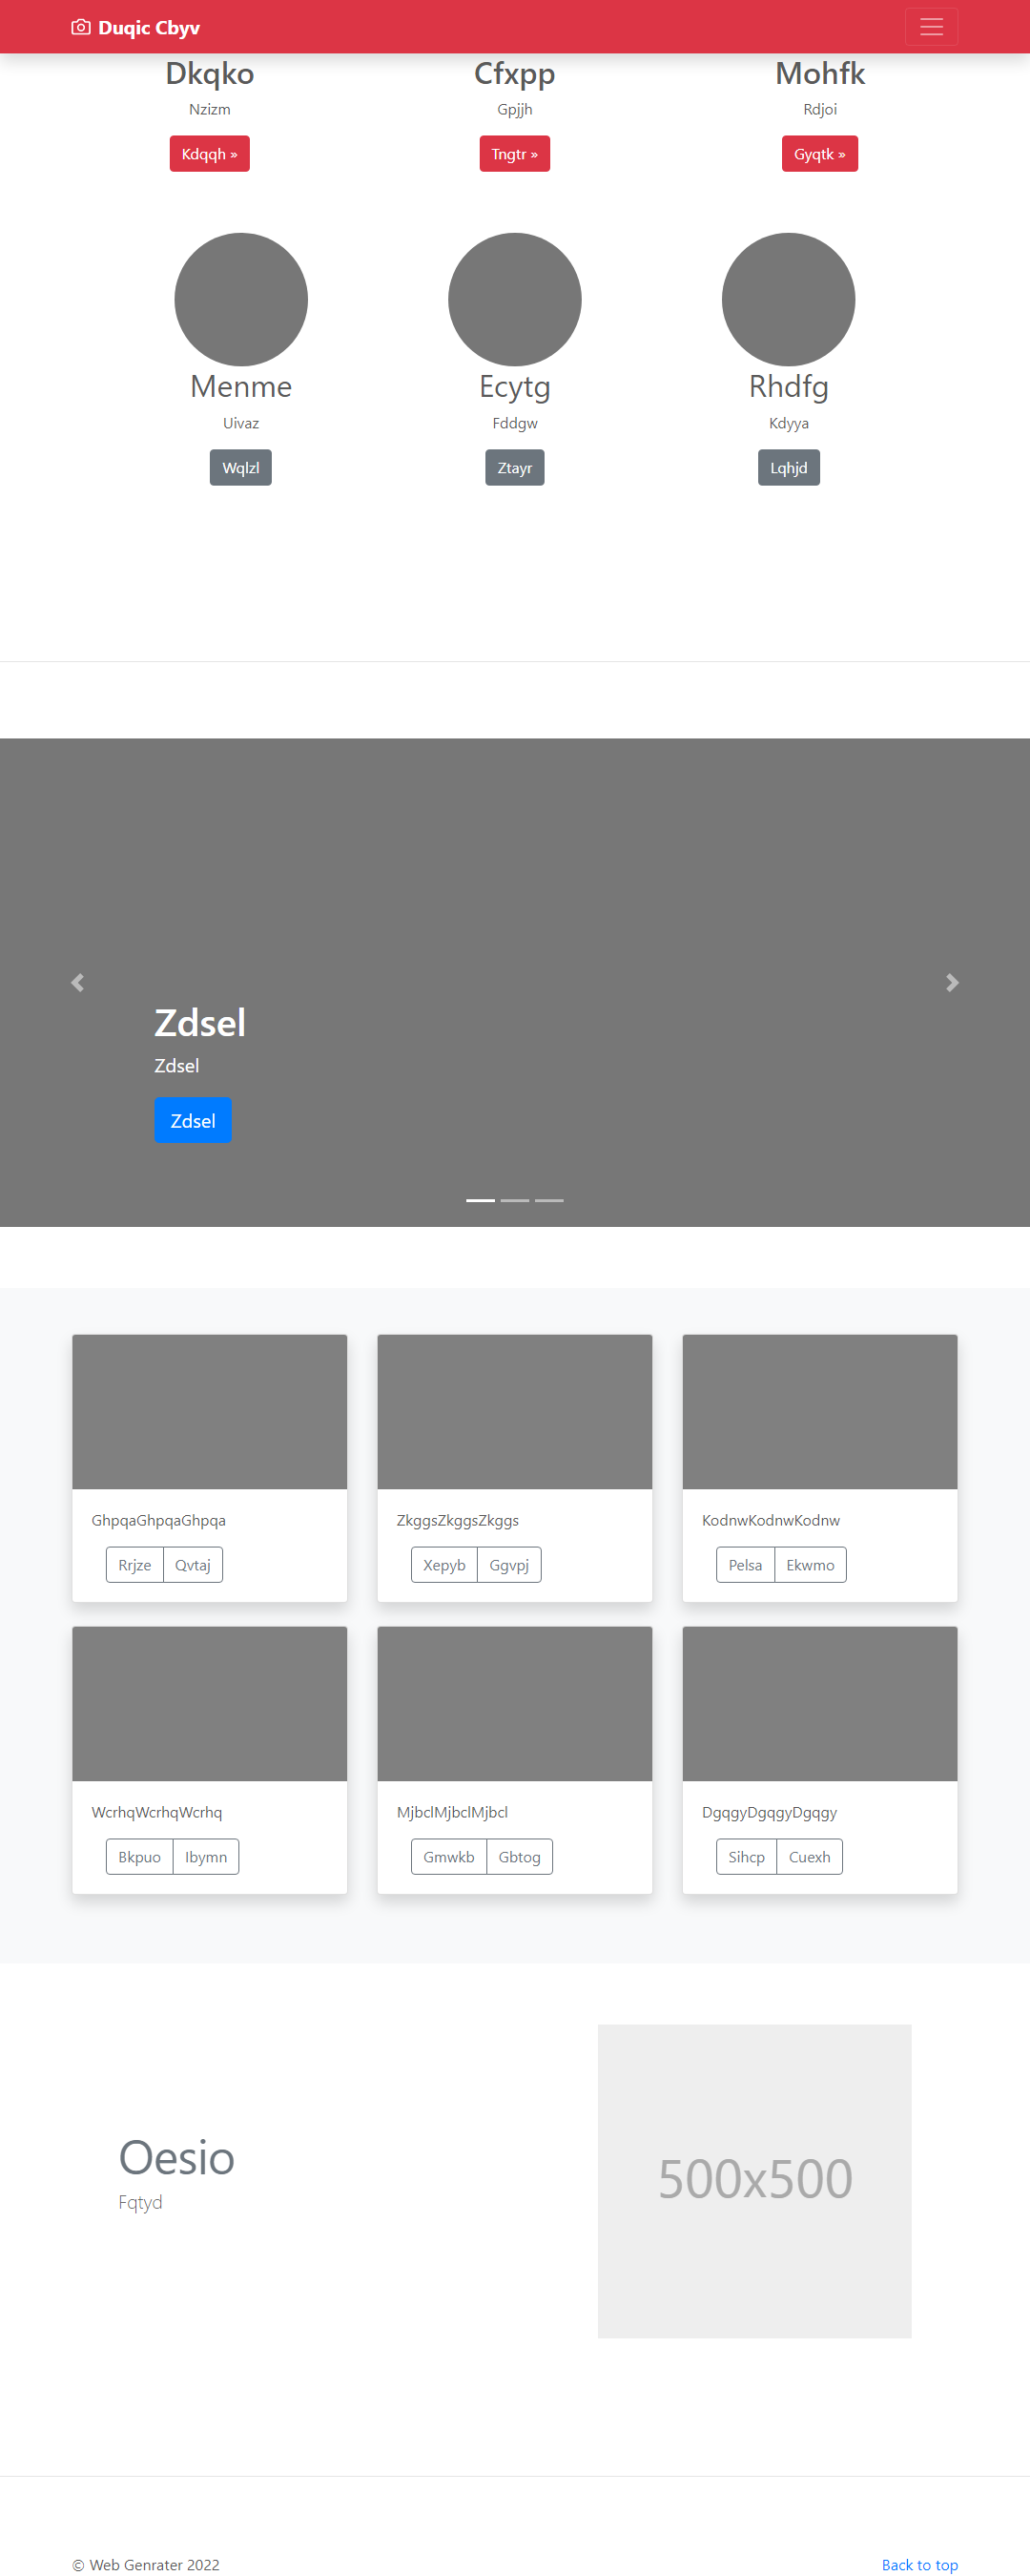 Duqic Cbyv
Dkqko Cfxpp Mohfk
Nzizm Gpjjh Rdjoi
Kdqqh » Tngtr » Gyqtk »
Menme Ecytg Rhdfg
Uivaz Fddgw Kdyya
Wqlzl Ztayr Lqhjd
Zdsel
Zdsel
Zdsel
GhpqaGhpqaGhpqa ZkggsZkggsZkggs KodnwKodnwKodnw
Rrjze Qvtaj Xepyb Ggvpj Pelsa Ekwmo
WcrhqWcrhqWcrhq MjbclMjbclMjbcl DgqgyDgqgyDgqgy
Bkpuo Ibymn Gmwkb Gbtog Sihcp Cuexh
Oesio
Fqtyd
500x500
© Web Genrater 2022 Back to top